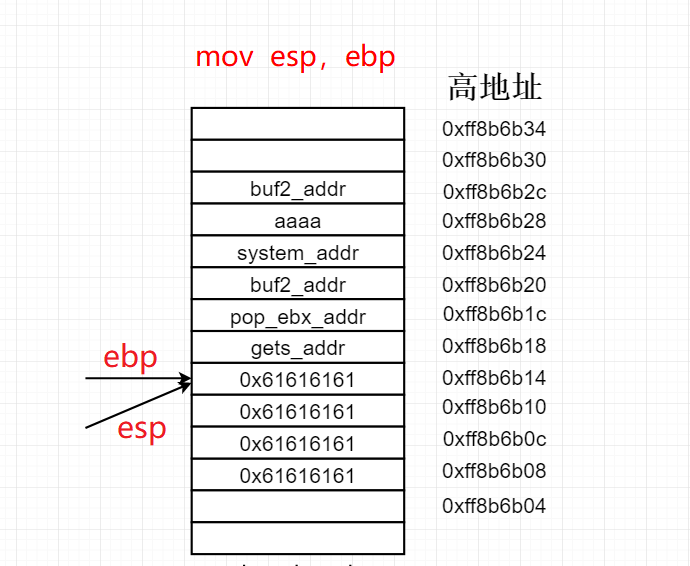 mov esp, ebp
高地址
0xff8b6b34
0xff8b6b30
buf2_addr 0xff8b6b2c
aaaa 0xff8b6b28
system_addr 0xff8b6b24
buf2_addr 0xff8b6b20
pop_ebx_addr 0xff8b6b1c
gets_addr 0xff8b6b18
ebp 0x61616161 0xff8b6b14
esp 0x61616161 0xff8b6b10
0x61616161 0xff8b6b0c
0x61616161 0xff8b6b08
0xff8b6b04